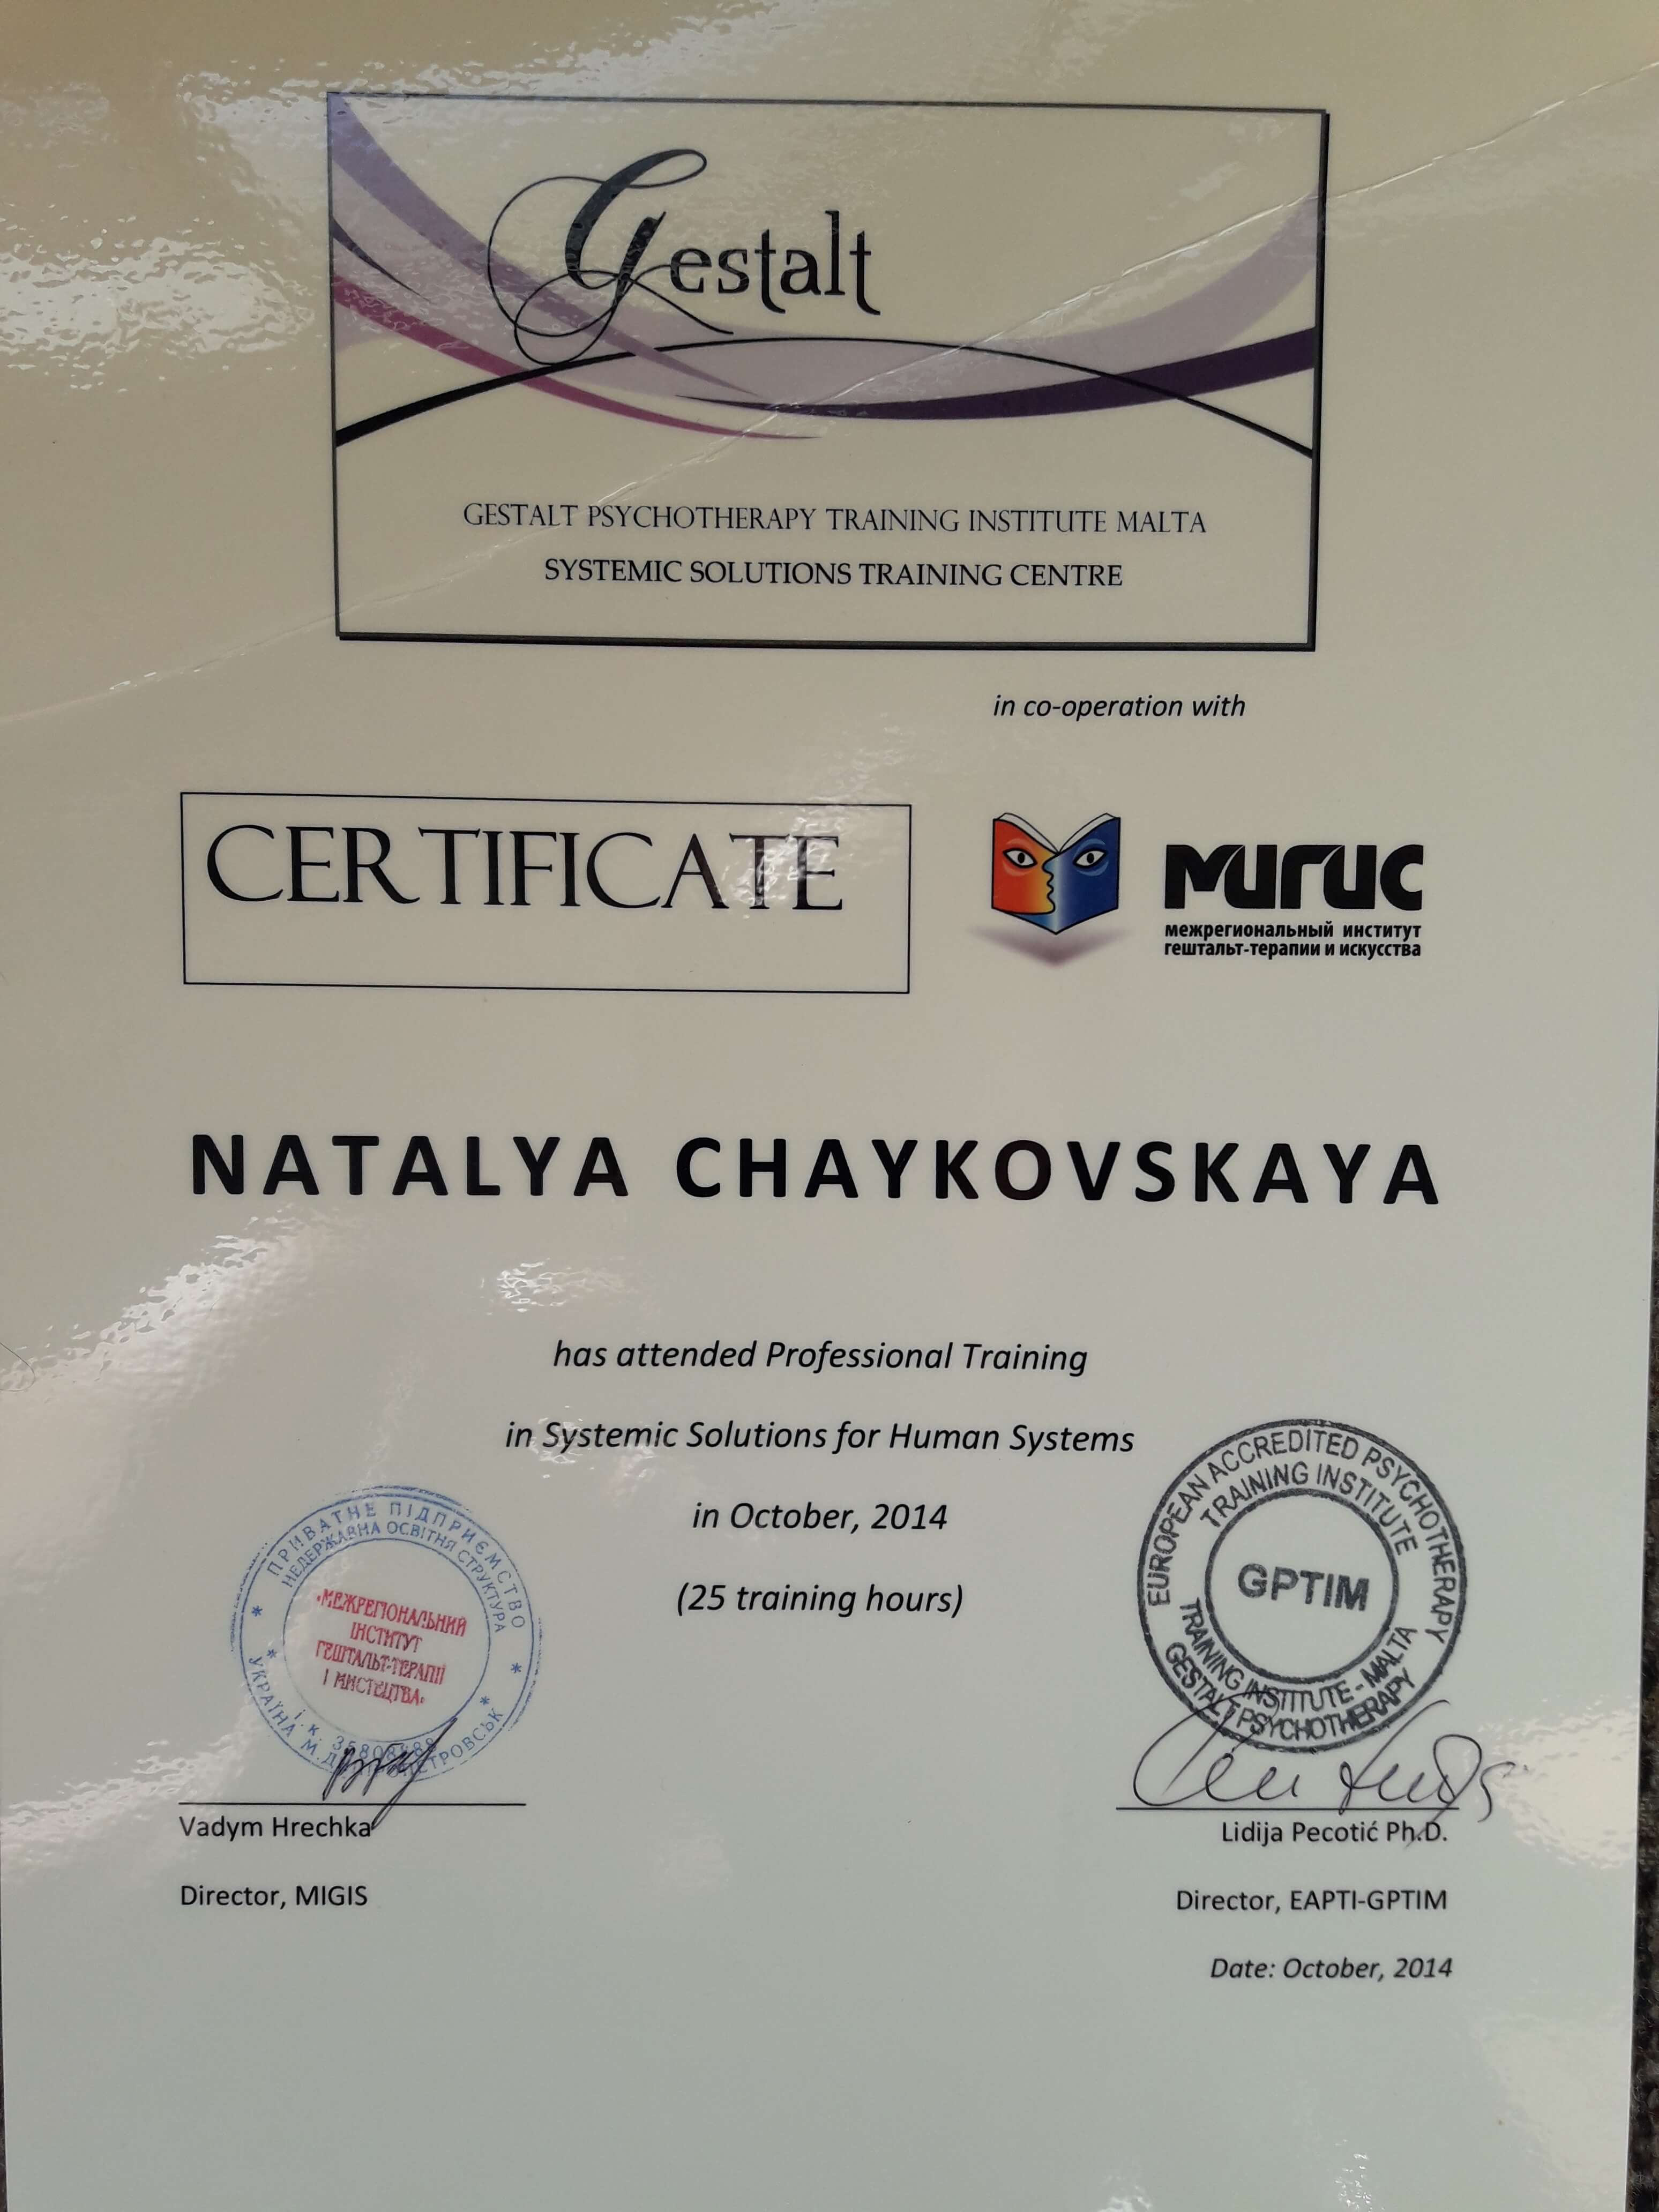 Gestalt
GESTALT PSYCHOTHERAPY TRAINING INSTITUTE MALTA
SYSTEMIC SOLUTIONS TRAINING CENTRE
in co-operation with
CERTIFICATE
мигис
межрегиональный институт
гештальт-терапии и искусства
NATALYA CHAYKOVSKAYA
has attended Professional Training
in Systemic Solutions for Human Systems
in October, 2014
(25 training hours)
ПРИВАТНЕ ПІДПРИЄМСТВО
НЕДЕРЖАВНА ОСВІТНЯ СТРУКТУРА
«МЕЖРЕГІОНАЛЬНИЙ
ІНСТИТУТ
ГЕШТАЛЬТ-ТЕРАПІЇ
І МИСТЕЦТВА»
І.К.
УКРАЇНА М.
EUROPEAN ACCREDITED PSYCHOTHERAPY
TRAINING INSTITUTE
GPTIM
TRAINING INSTITUTE - MALTA
GESTALT PSYCHOTHERAPY
Vadym Hrechka
Director, MIGIS
Lidija Pecotić Ph.D.
Director, EAPTI-GPTIM
Date: October, 2014